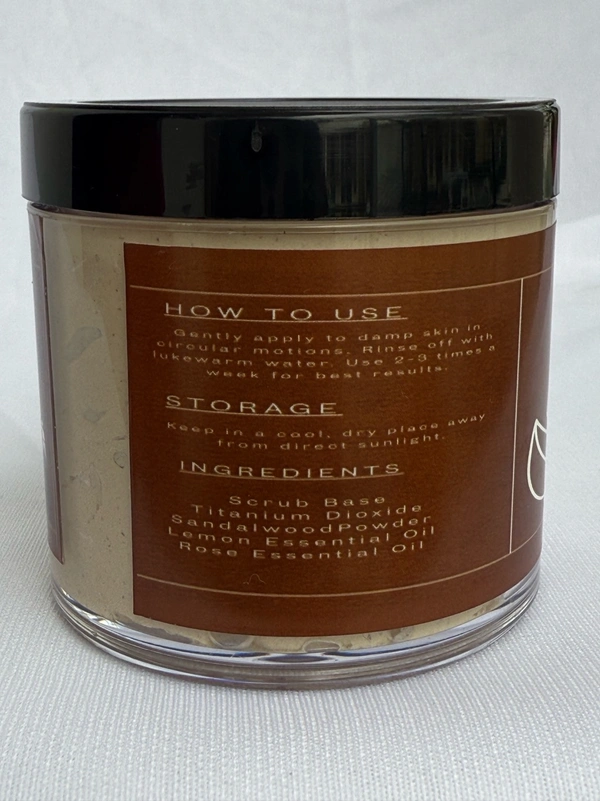 HOW TO USE
Gently apply to damp skin in
circular motions. Rinse off with
lukewarm water. Use 2-3 times a
week for best results.
STORAGE
Keep in a cool, dry place away
from direct sunlight.
INGREDIENTS
Scrub Base
Titanium Dioxide
SandalwoodPowder
Lemon Essential Oil
Rose Essential Oil